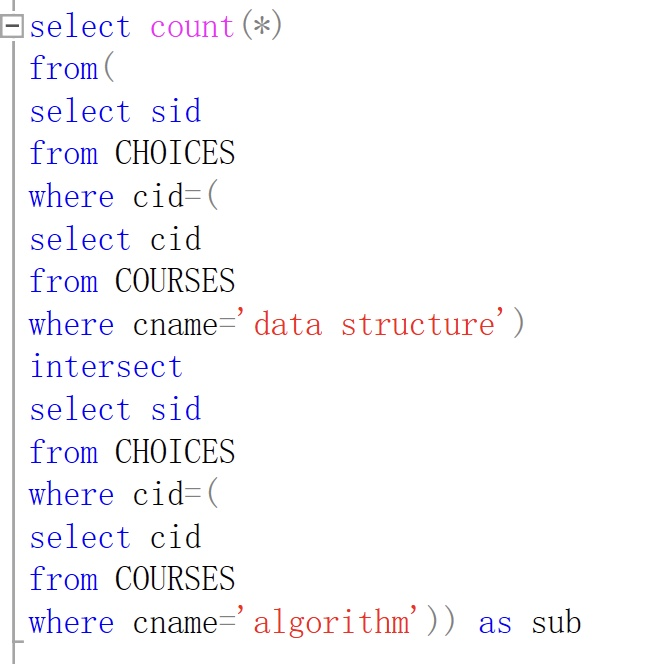 select count(*)
from(
select sid
from CHOICES
where cid=(
select cid
from COURSES
where cname='data structure')
intersect
select sid
from CHOICES
where cid=(
select cid
from COURSES
where cname='algorithm')) as sub